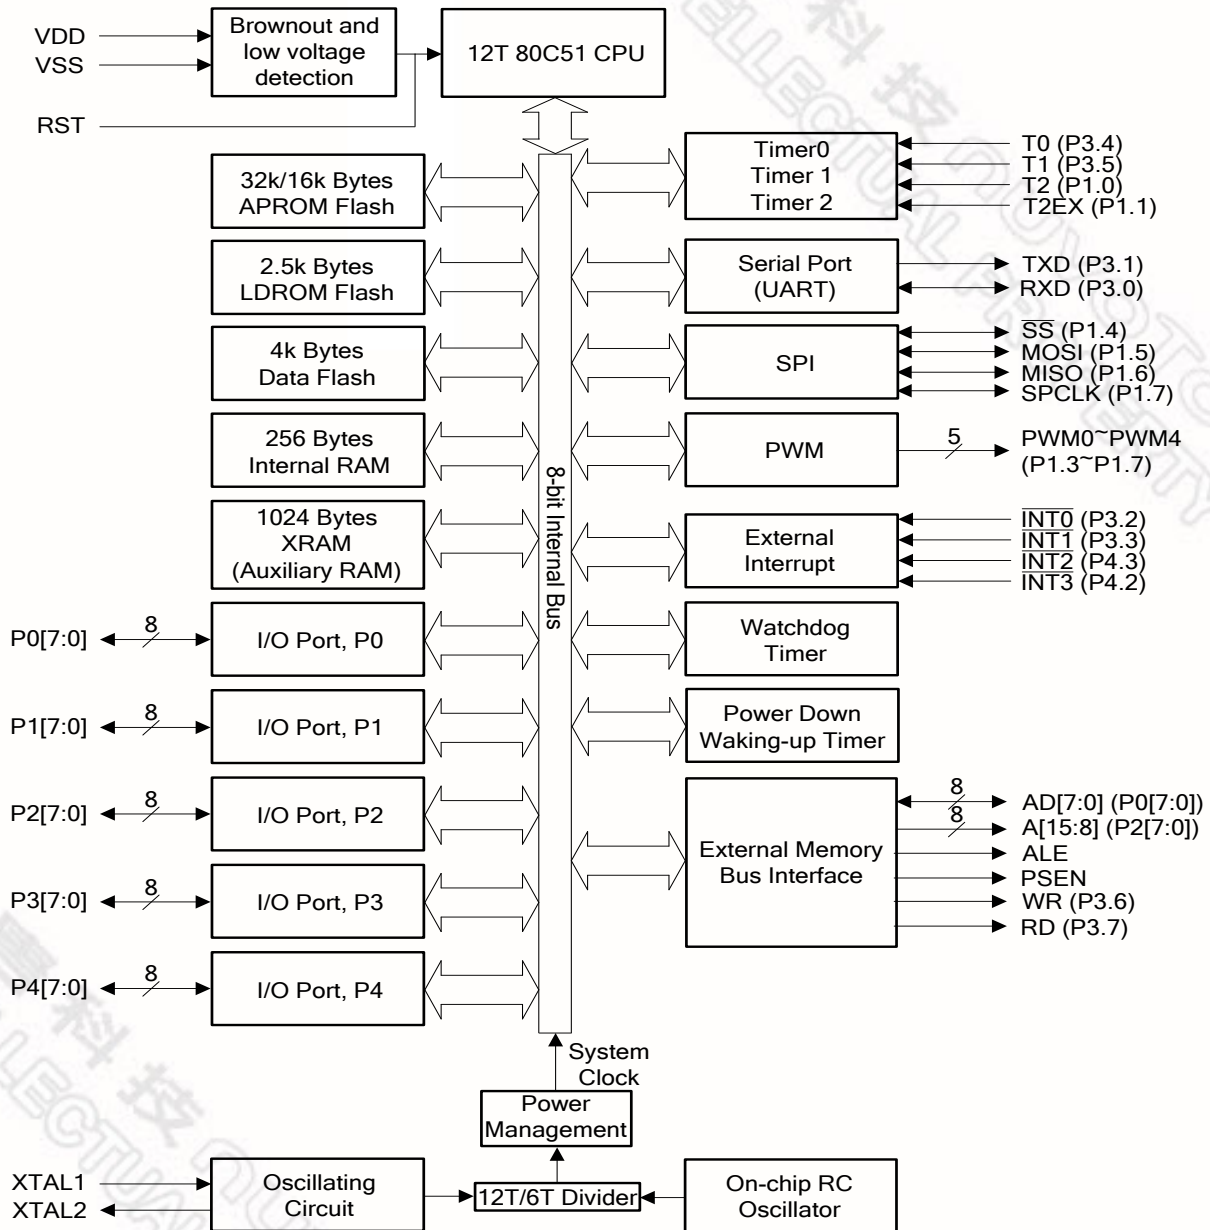 VDD
VSS
RST
Brownout and
low voltage
detection
12T 80C51 CPU
32k/16k Bytes
APROM Flash
2.5k Bytes
LDROM Flash
4k Bytes
Data Flash
256 Bytes
Internal RAM
1024 Bytes
XRAM
(Auxiliary RAM)
P0[7:0]
8
I/O Port, P0
P1[7:0]
8
I/O Port, P1
P2[7:0]
8
I/O Port, P2
P3[7:0]
8
I/O Port, P3
P4[7:0]
8
I/O Port, P4
8-bit Internal Bus
Timer0
Timer 1
Timer 2
T0 (P3.4)
T1 (P3.5)
T2 (P1.0)
T2EX (P1.1)
Serial Port
(UART)
TXD (P3.1)
RXD (P3.0)
SPI
SS (P1.4)
MOSI (P1.5)
MISO (P1.6)
SPCLK (P1.7)
PWM
5
PWM0~PWM4
(P1.3~P1.7)
External
Interrupt
INT0 (P3.2)
INT1 (P3.3)
INT2 (P4.3)
INT3 (P4.2)
Watchdog
Timer
Power Down
Waking-up Timer
External Memory
Bus Interface
8
AD[7:0] (P0[7:0])
8
A[15:8] (P2[7:0])
ALE
PSEN
WR (P3.6)
RD (P3.7)
System
Clock
Power
Management
XTAL1
XTAL2
Oscillating
Circuit
12T/6T Divider
On-chip RC
Oscillator